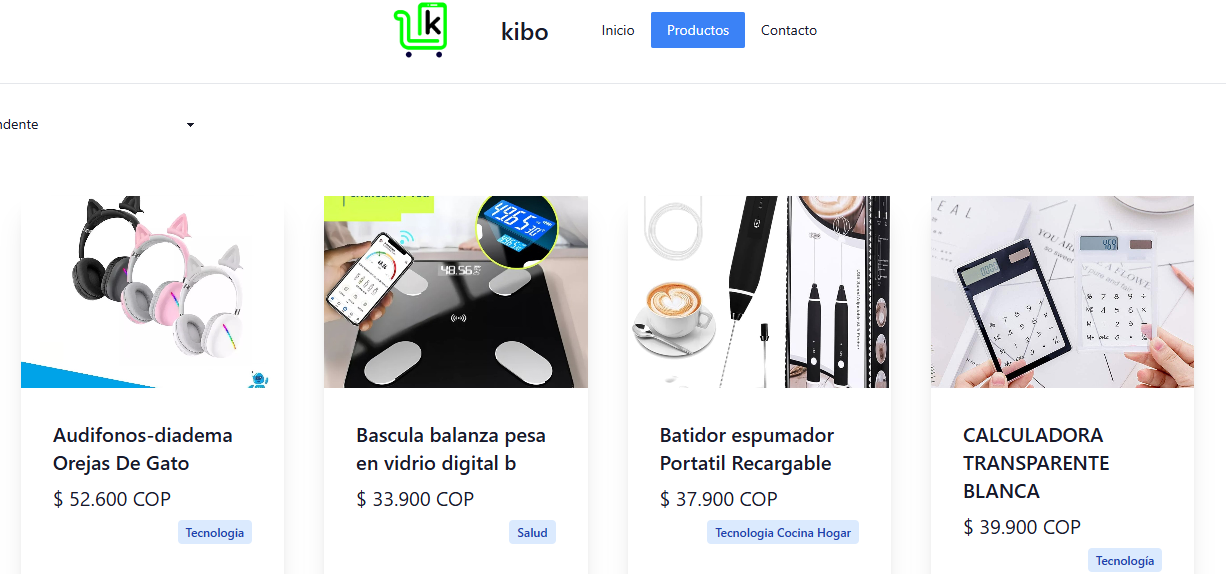 k
kibo
Inicio
Productos
Contacto
ndente
48.56
Audifonos-diadema
Orejas De Gato
$ 52.600 COP
Tecnologia
Bascula balanza pesa
en vidrio digital b
$ 33.900 COP
Salud
Batidor espumador
Portatil Recargable
$ 37.900 COP
Tecnologia Cocina Hogar
CALCULADORA
TRANSPARENTE
BLANCA
$ 39.900 COP
Tecnología